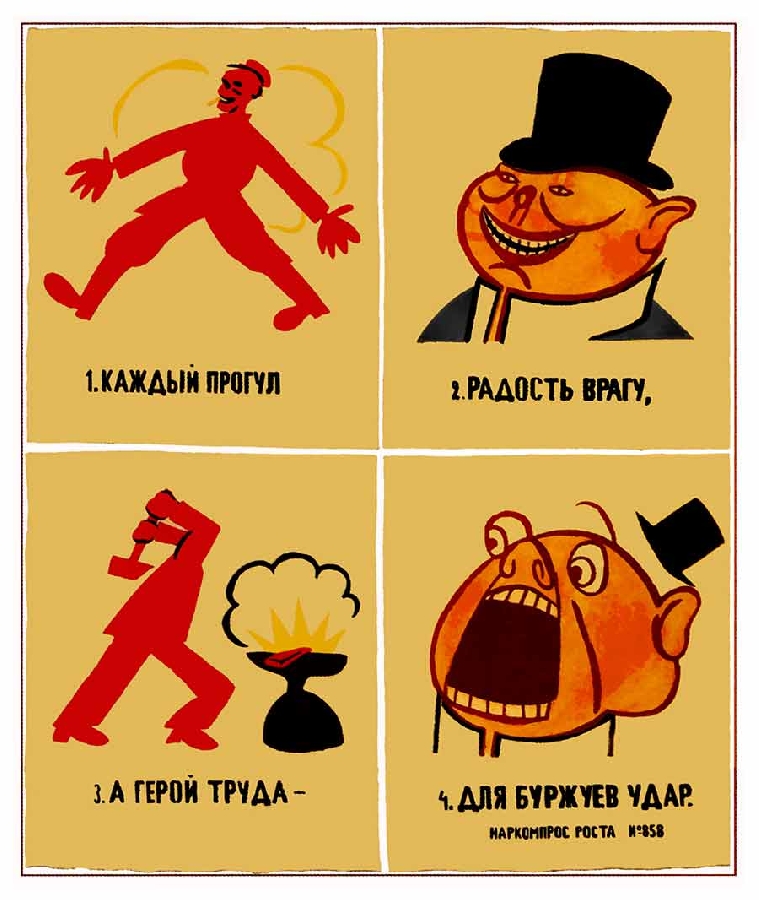 1. КАЖДЫЙ ПРОГУЛ
2. РАДОСТЬ ВРАГУ,
3. А ГЕРОЙ ТРУДА –
4. ДЛЯ БУРЖУЕВ УДАР.
НАРКОМПРОС РОСТА №858